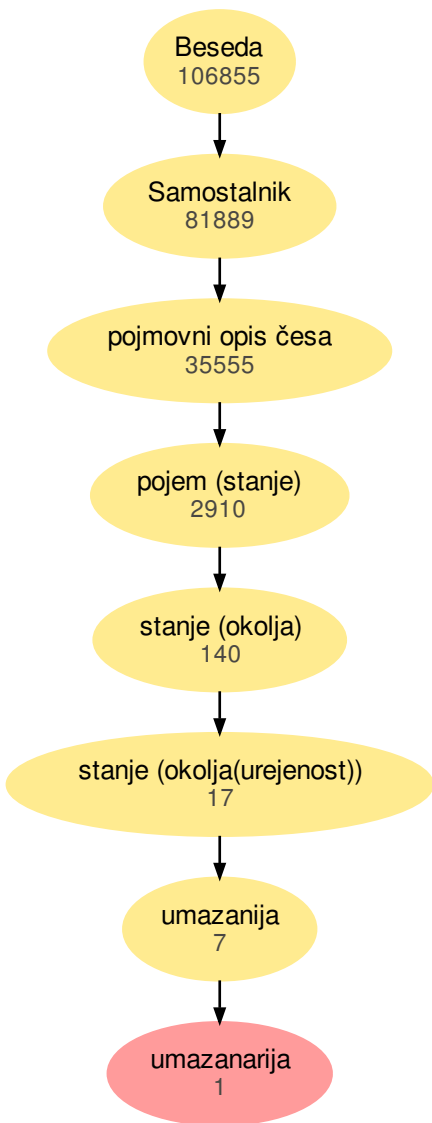 Beseda
106855
Samostalnik
81889
pojmovni opis česa
35555
pojem (stanje)
2910
stanje (okolja)
140
stanje (okolja(urejenost))
17
umazanija
7
umazanarija
1